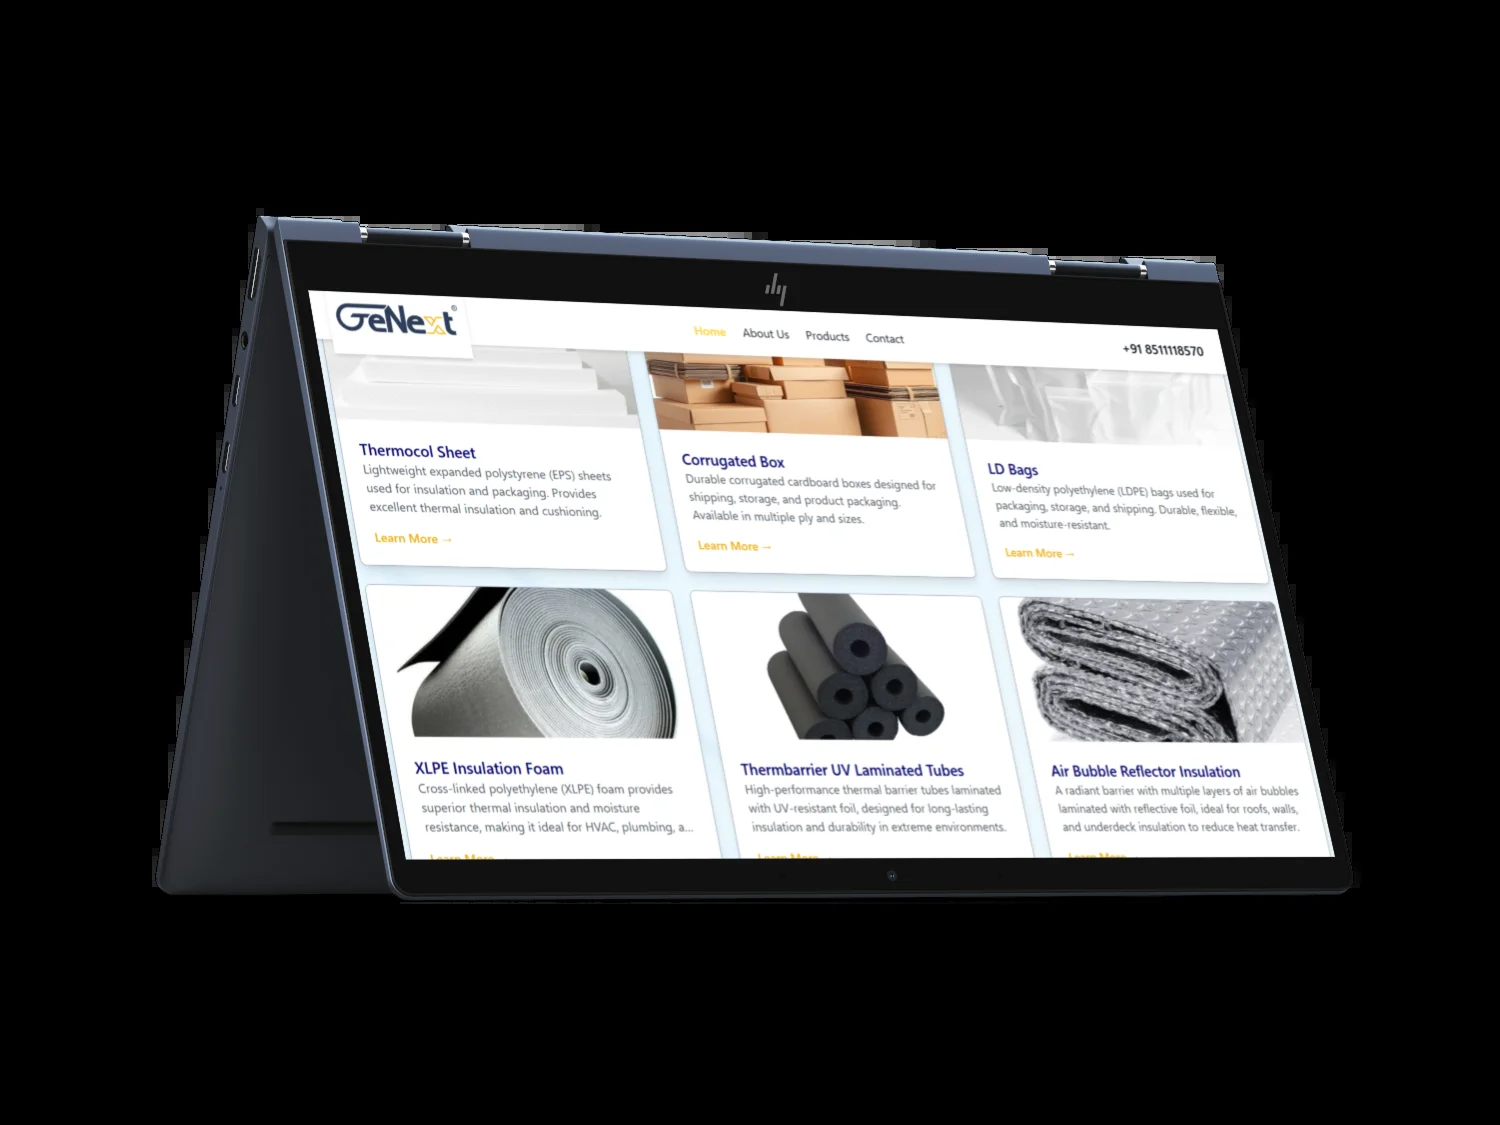 GeNext®
Home About Us Products Contact
+91 8511118570
Thermocol Sheet
Lightweight expanded polystyrene (EPS) sheets
used for insulation and packaging. Provides
excellent thermal insulation and cushioning.
Learn More →
Corrugated Box
Durable corrugated cardboard boxes designed for
shipping, storage, and product packaging.
Available in multiple ply and sizes.
Learn More →
LD Bags
Low-density polyethylene (LDPE) bags used for
packaging, storage, and shipping. Durable, flexible,
and moisture-resistant.
Learn More →
XLPE Insulation Foam
Cross-linked polyethylene (XLPE) foam provides
superior thermal insulation and moisture
resistance, making it ideal for HVAC, plumbing, a...
Learn More
Thermbarrier UV Laminated Tubes
High-performance thermal barrier tubes laminated
with UV-resistant foil, designed for long-lasting
insulation and durability in extreme environments.
Learn More
Air Bubble Reflector Insulation
A radiant barrier with multiple layers of air bubbles
laminated with reflective foil, ideal for roofs, walls,
and underdeck insulation to reduce heat transfer.
Learn More